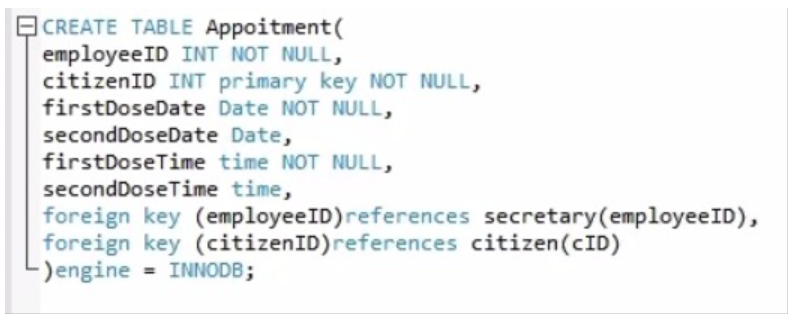 CREATE TABLE Appoitment(
employeeID INT NOT NULL,
citizenID INT primary key NOT NULL,
firstDoseDate Date NOT NULL,
secondDoseDate Date,
firstDoseTime time NOT NULL,
secondDoseTime time,
foreign key (employeeID)references secretary(employeeID),
foreign key (citizenID)references citizen(cID)
)engine = INNODB;